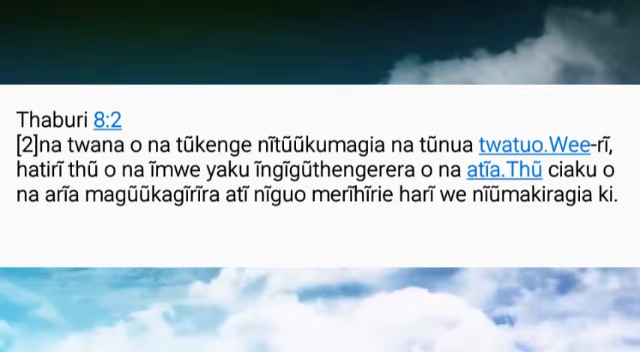 Thaburi 8:2
[2]na twana o na tũkenge nĩtũũkumagia na tũnua twatuo.Wee-rĩ,
hatirĩ thũ o na ĩmwe yaku ĩngĩgũthengerera o na atĩa.Thũ ciaku o
na arĩa magũũkagĩrĩra atĩ nĩguo merĩhĩrie harĩ we nĩũmakiragia ki.